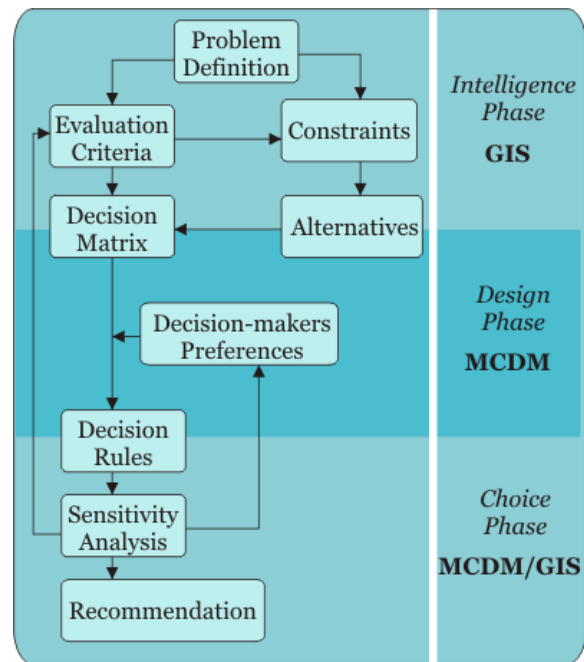 Problem
Definition
Evaluation
Criteria
Constraints
Decision
Matrix
Alternatives
Decision-makers
Preferences
Decision
Rules
Sensitivity
Analysis
Recommendation
Intelligence
Phase
GIS
Design
Phase
MCDM
Choice
Phase
MCDM/GIS